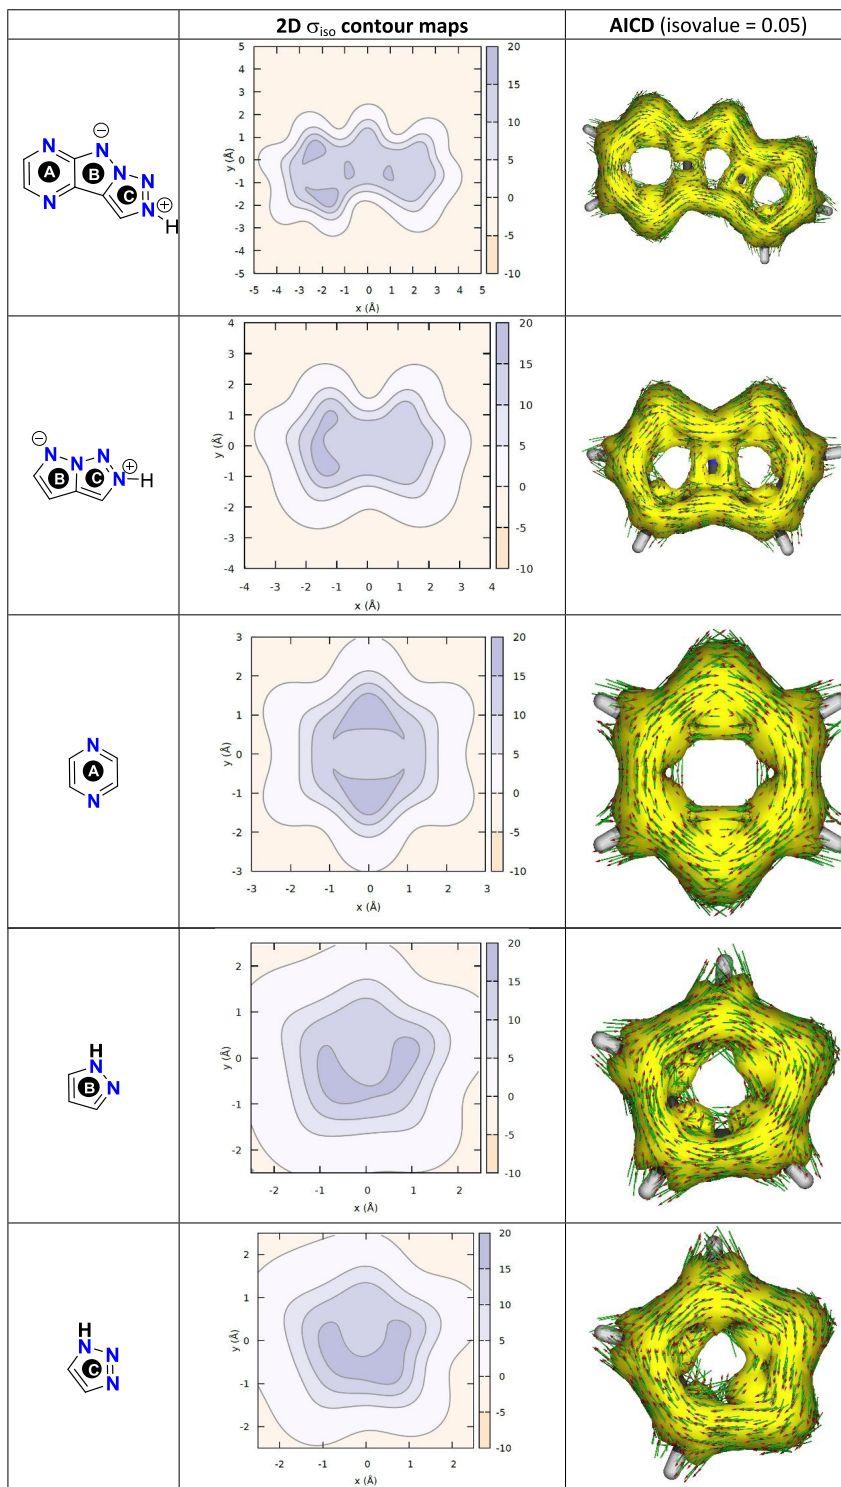 2D σiso contour maps
AICD (isovalue = 0.05)
N
N
N
N
N
N
H
A
B
C
5
4
3
2
1
0
-1
-2
-3
-4
-5
y (Å)
-5 -4 -3 -2 -1 0 1 2 3 4 5
x (Å)
20
15
10
5
0
-5
-10
N
N
N
N
H
B
C
4
3
2
1
0
-1
-2
-3
-4
y (Å)
-4 -3 -2 -1 0 1 2 3 4
x (Å)
20
15
10
5
0
-5
-10
N
A
N
3
2
1
0
-1
-2
-3
y (Å)
-3 -2 -1 0 1 2 3
x (Å)
20
15
10
5
0
-5
-10
H
N
N
B
2
1
0
-1
-2
y (Å)
-2 -1 0 1 2
x (Å)
20
15
10
5
0
-5
-10
H
N
N
N
C
2
1
0
-1
-2
y (Å)
-2 -1 0 1 2
x (Å)
20
15
10
5
0
-5
-10